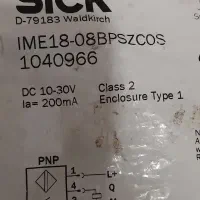 SICK
D-79183 Waldkirch
IME18-08BPSZC0S
1040966
DC 10-30V
Ia= 200mA
Class 2
Enclosure Type 1
PNP
1 L+
4 Q
M